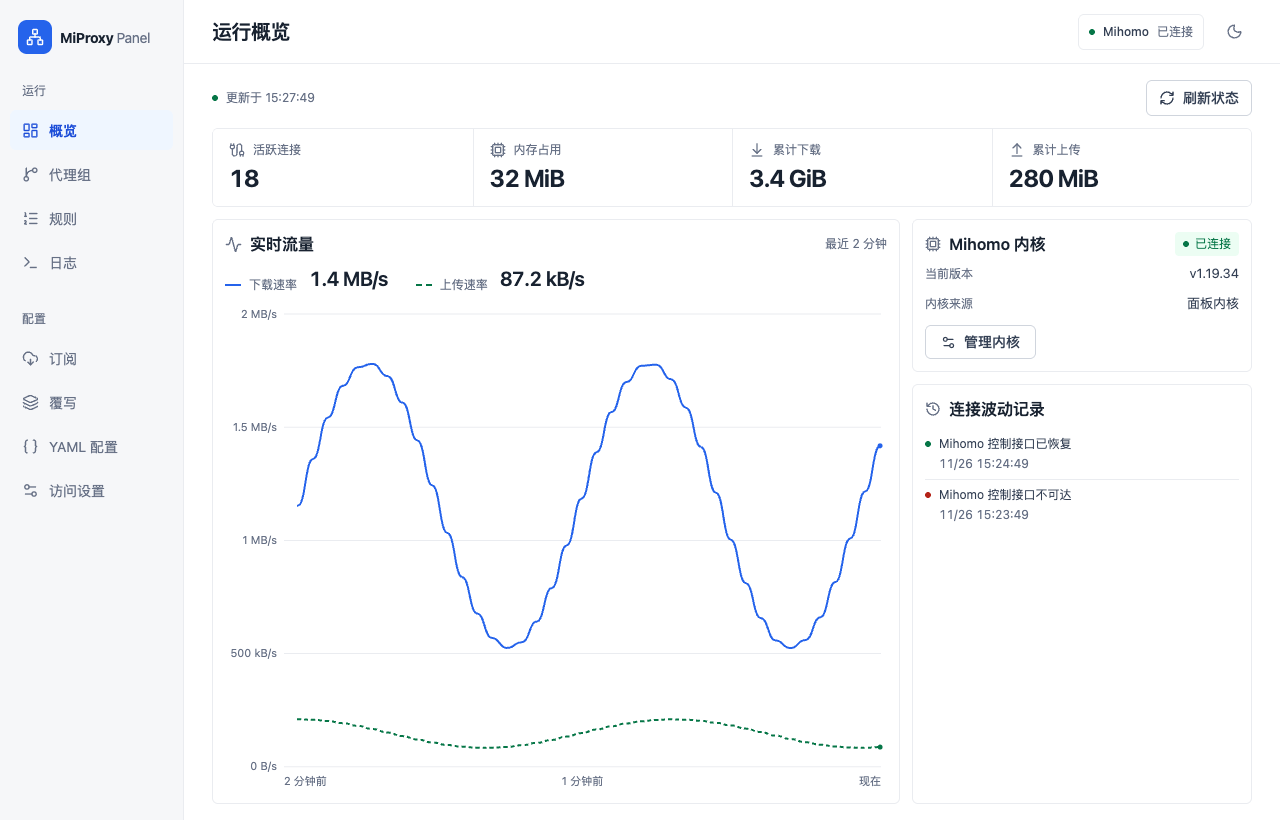 MiProxy Panel
运行
概览
代理组
规则
日志
配置
订阅
覆写
YAML 配置
访问设置
运行概览
Mihomo 已连接
更新于 15:27:49
刷新状态
活跃连接
18
内存占用
32 MiB
累计下载
3.4 GiB
累计上传
280 MiB
实时流量
最近 2 分钟
下载速率 1.4 MB/s
上传速率 87.2 kB/s
2 MB/s
1.5 MB/s
1 MB/s
500 kB/s
0 B/s
2 分钟前
1 分钟前
现在
Mihomo 内核
已连接
当前版本
v1.19.34
内核来源
面板内核
管理内核
连接波动记录
Mihomo 控制接口已恢复
11/26 15:24:49
Mihomo 控制接口不可达
11/26 15:23:49